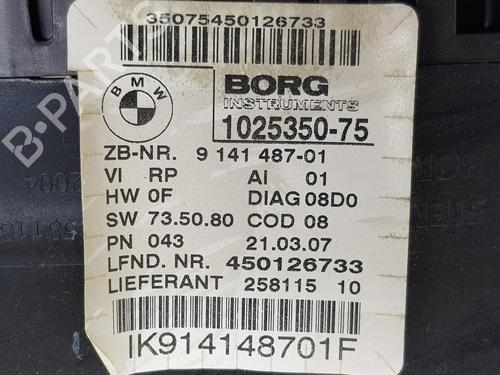 35075450126733
BMW
BORG
INSTRUMENTS
1025350-75
ZB-NR. 9 141 487-01
VI RP AI 01
HW 0F DIAG 08D0
SW 73.50.80 COD 08
PN 043 21.03.07
LFND. NR. 450126733
LIEFERANT 258115 10
IK914148701F
B-PARTS
2004